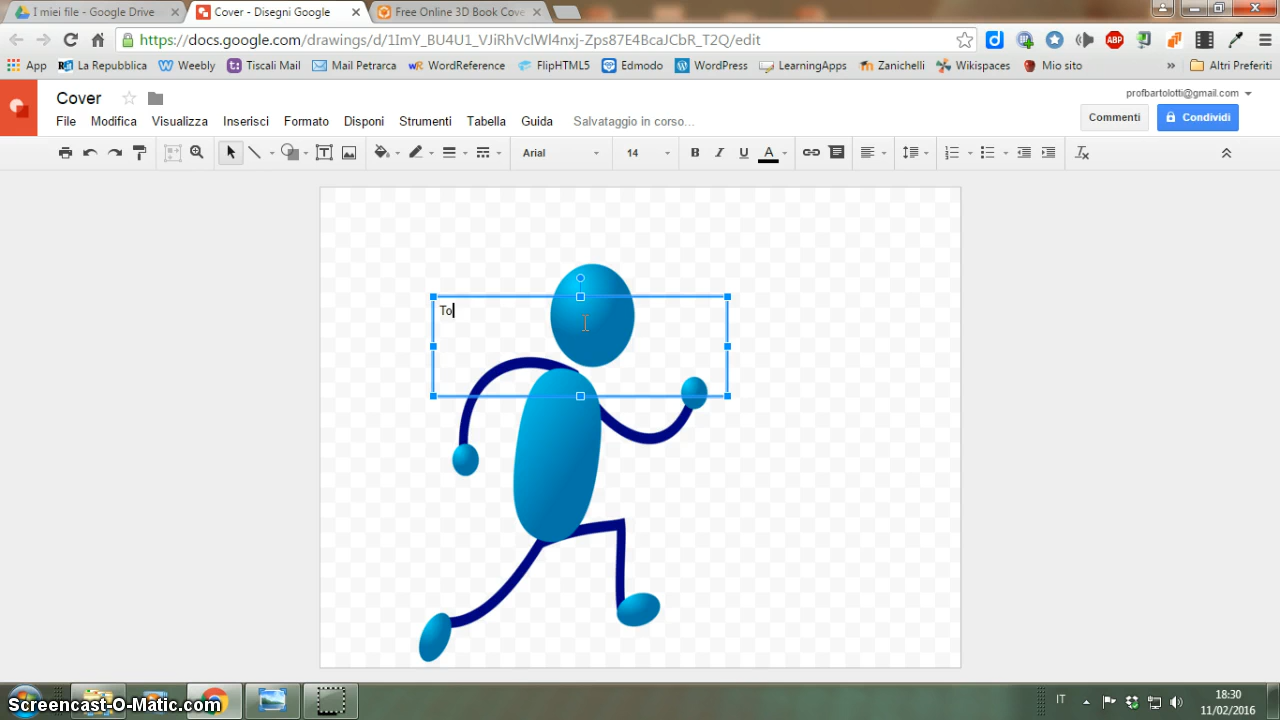 I miei file - Google Drive
Cover - Disegni Google
Free Online 3D Book Cove
https://docs.google.com/drawings/d/1ImY_BU4U1_VJiRhVclWl4nxj-Zps87E4BcaJCbR_T2Q/edit
ABP
App
La Repubblica
Weebly
Tiscali Mail
Mail Petrarca
WordReference
FlipHTML5
Edmodo
WordPress
LearningApps
Zanichelli
Wikispaces
Mio sito
»
Altri Preferiti
Cover
profbartolotti@gmail.com
File
Modifica
Visualizza
Inserisci
Formato
Disponi
Strumenti
Tabella
Guida
Salvataggio in corso...
Commenti
Condividi
Arial
14
B
I
U
A
To
Screencast-O-Matic.com
IT
18:30
11/02/2016